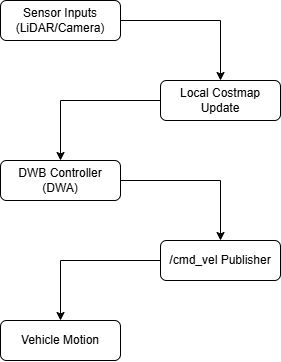 Sensor Inputs
(LiDAR/Camera)
Local Costmap
Update
DWB Controller
(DWA)
/cmd_vel Publisher
Vehicle Motion